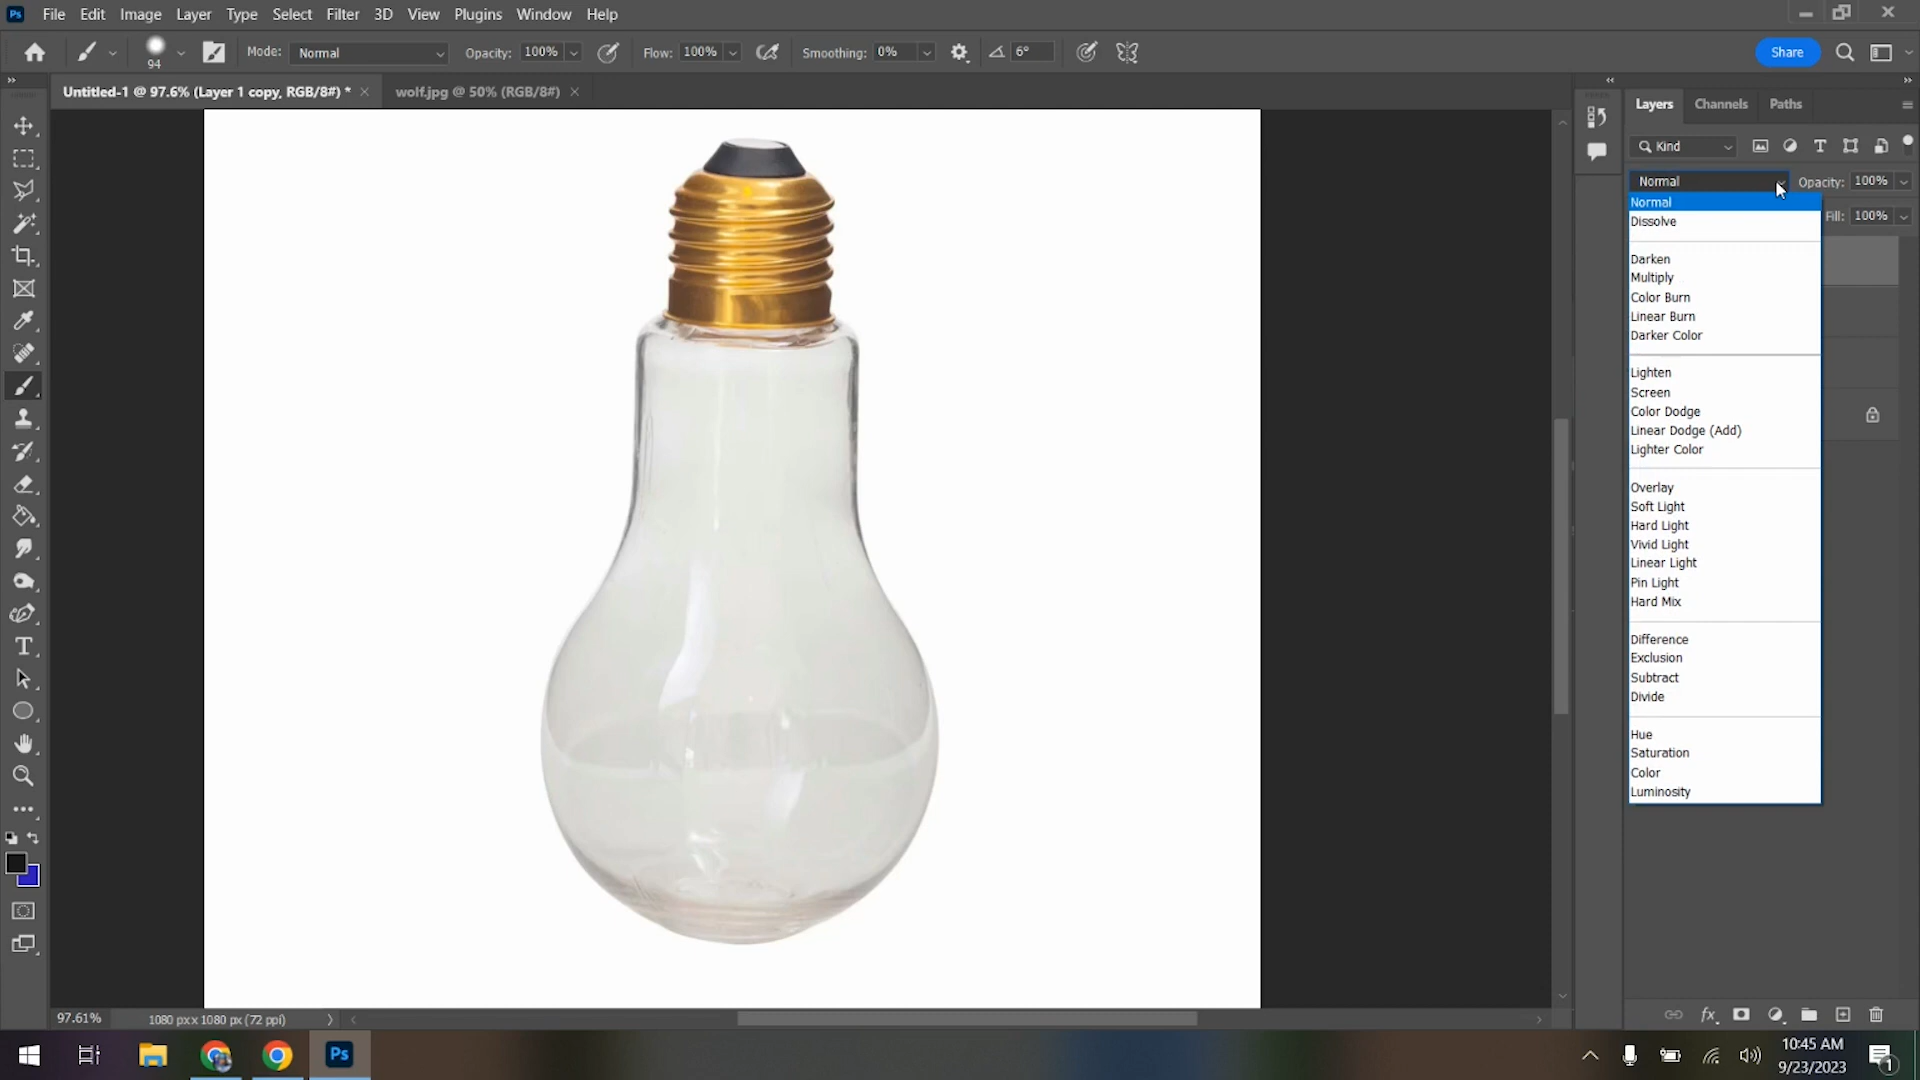 Ps File Edit Image Layer Type Select Filter 3D View Plugins Window Help
94 Mode: Normal Opacity: 100% Flow: 100% Smoothing: 0% 6° Share
Untitled-1 @ 97.6% (Layer 1 copy, RGB/8#) * wolf.jpg @ 50% (RGB/8#)
Layers Channels Paths
Kind
Normal Opacity: 100%
Normal
Fill: 100%
Dissolve
Darken
Multiply
Color Burn
Linear Burn
Darker Color
Lighten
Screen
Color Dodge
Linear Dodge (Add)
Lighter Color
Overlay
Soft Light
Hard Light
Vivid Light
Linear Light
Pin Light
Hard Mix
Difference
Exclusion
Subtract
Divide
Hue
Saturation
Color
Luminosity
97.61% 1080 px x 1080 px (72 ppi)
fx
Ps
10:45 AM
9/23/2023
1